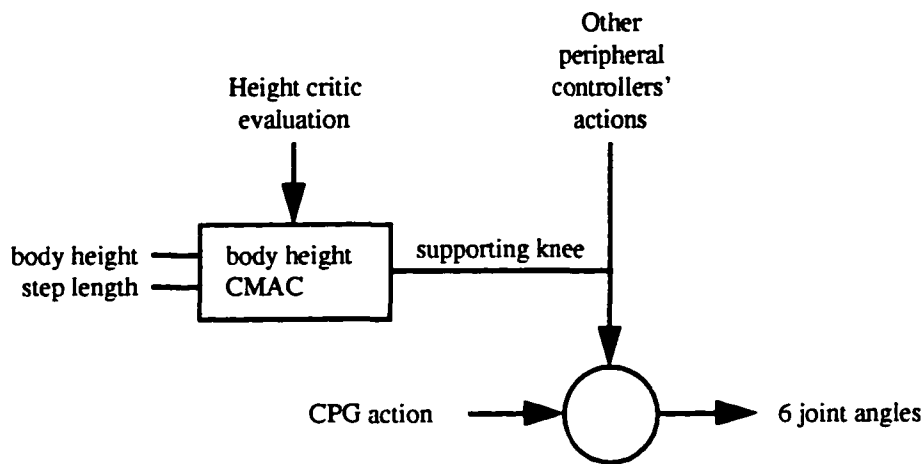 Other
peripheral
controllers'
actions
Height critic
evaluation
body height
step length
body height
CMAC
supporting knee
CPG action
6 joint angles